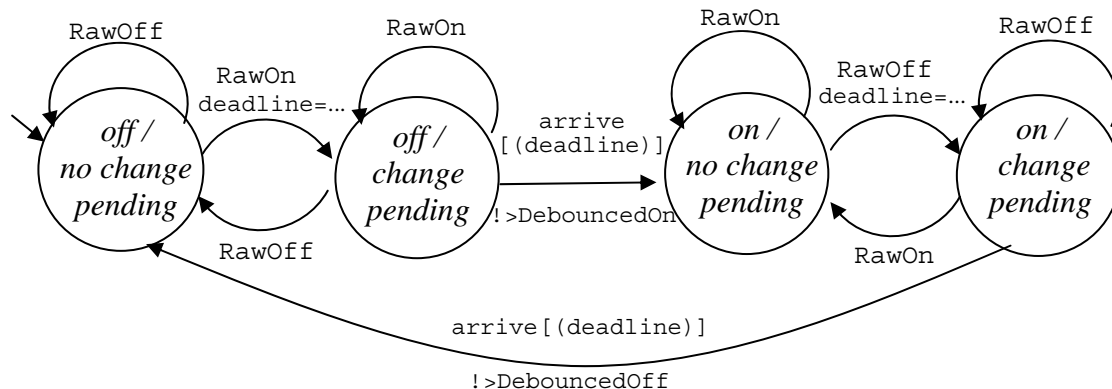 RawOff
RawOn
deadline=...
RawOn
arrive
[(deadline)]
!>DebouncedOn
RawOn
RawOff
deadline=...
RawOff
off /
no change
pending
off /
change
pending
on /
no change
pending
on /
change
pending
RawOff
RawOn
arrive[(deadline)]
!>DebouncedOff